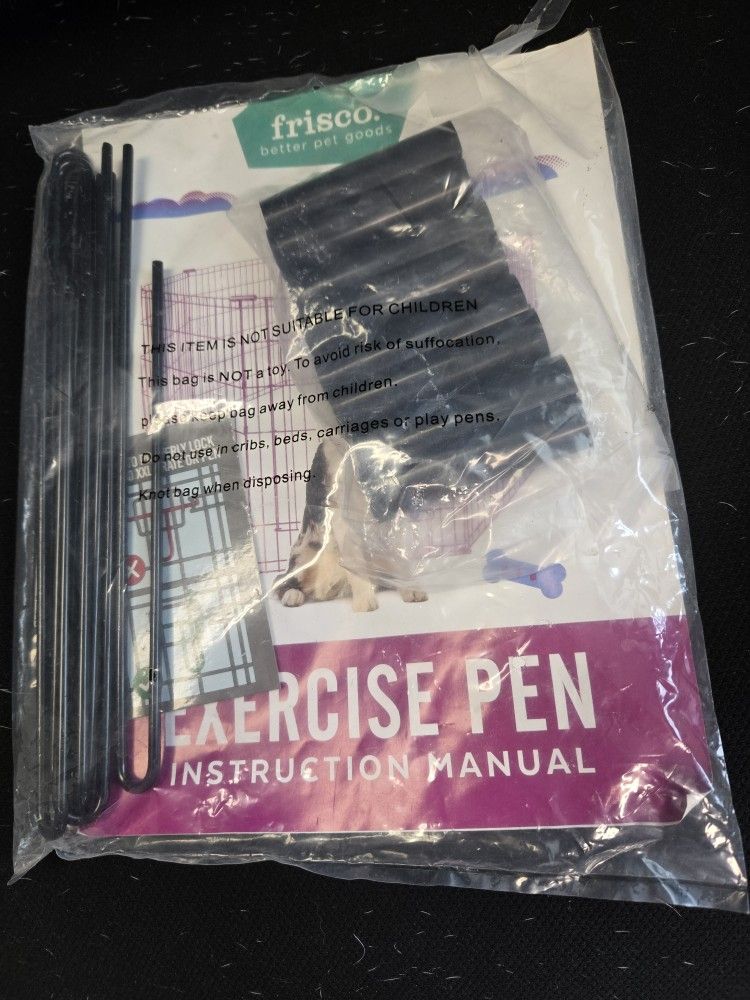 frisco.
better pet goods
THIS ITEM IS NOT SUITABLE FOR CHILDREN
This bag is NOT a toy. To avoid risk of suffocation,
please keep bag away from children.
Do not use in cribs, beds, carriages or play pens.
Knot bag when disposing.
LOCK
EXERCISE PEN
INSTRUCTION MANUAL